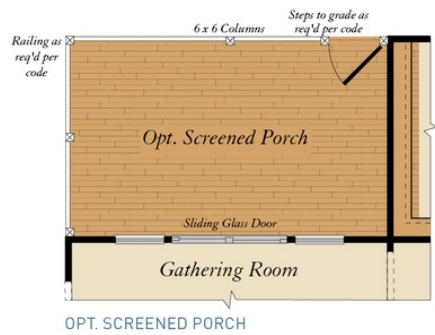 Steps to grade as
req'd per code
6 x 6 Columns
Railing as
req'd per
code
Opt. Screened Porch
Sliding Glass Door
Gathering Room
OPT. SCREENED PORCH